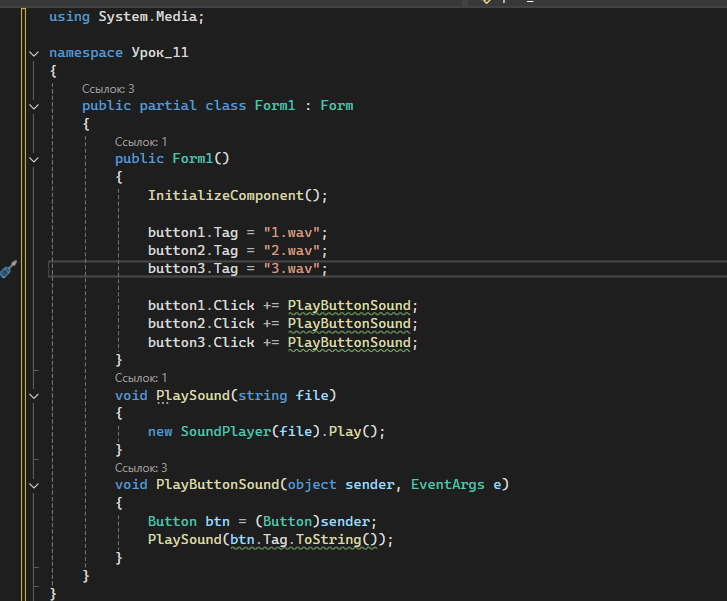 using System.Media;
namespace Урок_11
{
Ссылок: 3
public partial class Form1 : Form
{
Ссылок: 1
public Form1()
{
InitializeComponent();
button1.Tag = "1.wav";
button2.Tag = "2.wav";
button3.Tag = "3.wav";
button1.Click += PlayButtonSound;
button2.Click += PlayButtonSound;
button3.Click += PlayButtonSound;
}
Ссылок: 1
void PlaySound(string file)
{
new SoundPlayer(file).Play();
}
Ссылок: 3
void PlayButtonSound(object sender, EventArgs e)
{
Button btn = (Button)sender;
PlaySound(btn.Tag.ToString());
}
}
}